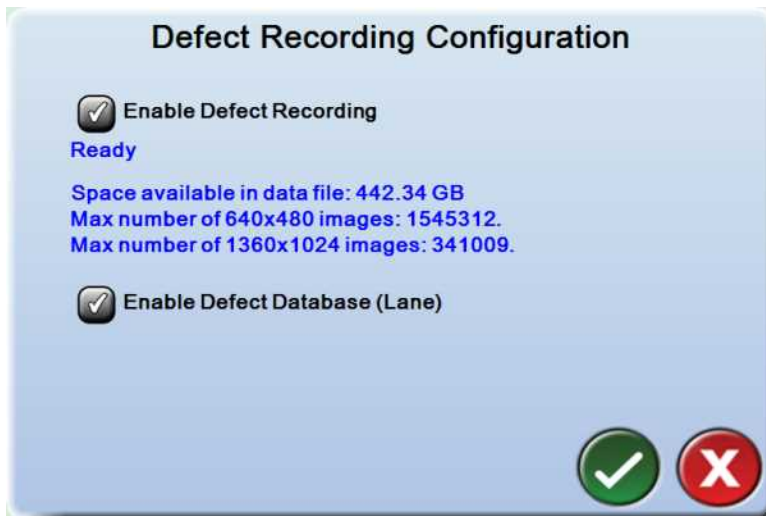 Defect Recording Configuration
Enable Defect Recording
Ready
Space available in data file: 442.34 GB
Max number of 640x480 images: 1545312.
Max number of 1360x1024 images: 341009.
Enable Defect Database (Lane)